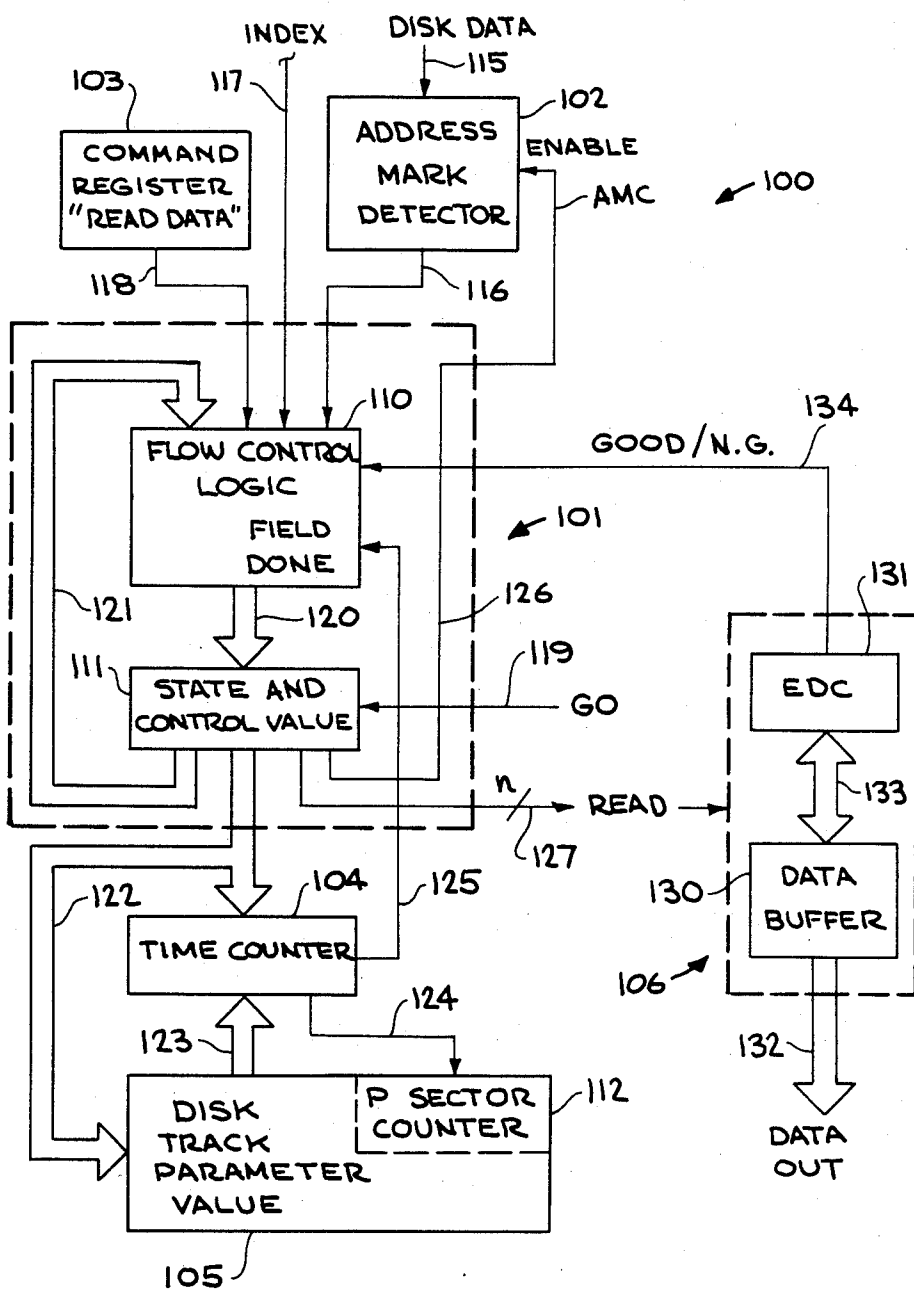 INDEX
DISK DATA
117
115
103
102
COMMAND
REGISTER
"READ DATA"
ADDRESS
MARK
DETECTOR
ENABLE
AMC
100
118
116
110
134
FLOW CONTROL
LOGIC
GOOD/N.G.
FIELD
DONE
101
121
120
126
131
111
119
STATE AND
CONTROL VALUE
GO
EDC
133
n
READ
127
122
104
125
130
DATA
BUFFER
TIME COUNTER
106
124
123
132
P SECTOR
COUNTER
112
DISK
TRACK
PARAMETER
VALUE
DATA
OUT
105